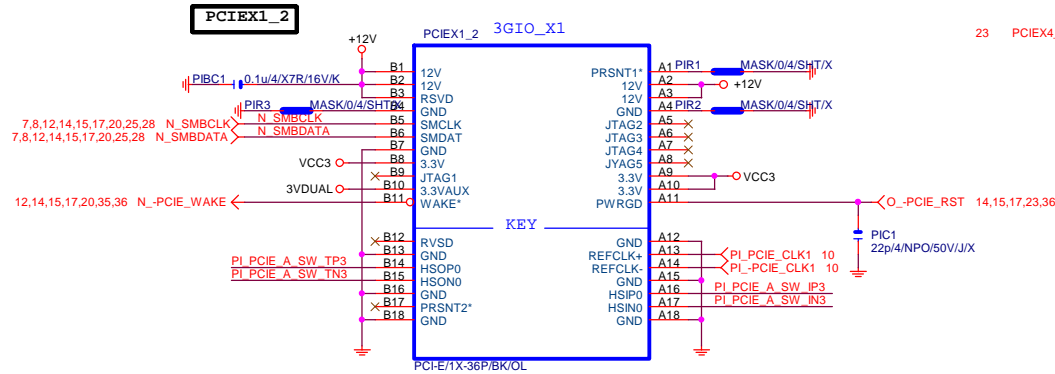 PCIEX1_2
PCIEX1_2 3GIO_X1
23 PCIEX4_
+12V
PIBC1 0.1u/4/X7R/16V/K
B1 12V
B2 12V
B3 RSVD
PIR3 MASK/0/4/SHT/X
B4 GND
7,8,12,14,15,17,20,25,28 N_SMBCLK N_SMBCLK B5 SMCLK
7,8,12,14,15,17,20,25,28 N_SMBDATA N_SMBDATA B6 SMDAT
B7 GND
VCC3 B8 3.3V
B9 JTAG1
3VDUAL B10 3.3VAUX
12,14,15,17,20,35,36 N_-PCIE_WAKE B11 WAKE*
KEY
B12 RVSD
B13 GND
PI_PCIE_A_SW_TP3 B14 HSOP0
PI_PCIE_A_SW_TN3 B15 HSON0
B16 GND
B17 PRSNT2*
B18 GND
PRSNT1* A1 PIR1 MASK/0/4/SHT/X
12V A2 +12V
12V A3
GND A4 PIR2 MASK/0/4/SHT/X
JTAG2 A5
JTAG3 A6
JTAG4 A7
JYAG5 A8
3.3V A9 VCC3
3.3V A10
PWRGD A11 O_-PCIE_RST 14,15,17,23,36
PIC1
22p/4/NPO/50V/J/X
GND A12
REFCLK+ A13 PI_PCIE_CLK1 10
REFCLK- A14 PI_-PCIE_CLK1 10
GND A15
HSIP0 A16 PI_PCIE_A_SW_IP3
HSIN0 A17 PI_PCIE_A_SW_IN3
GND A18
PCI-E/1X-36P/BK/OL